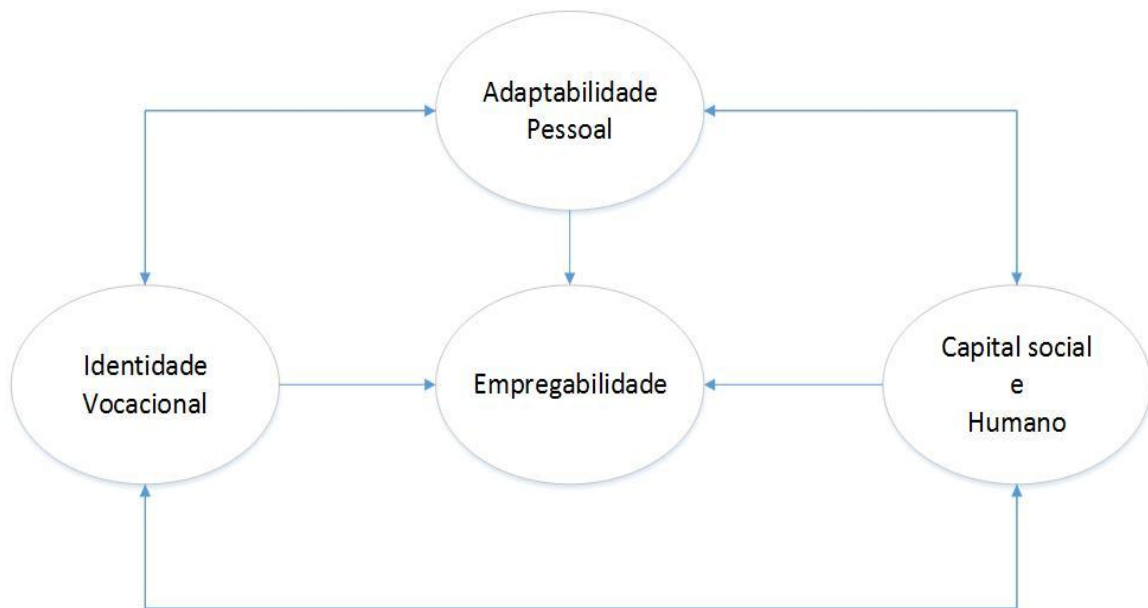 Adaptabilidade
Pessoal
Identidade
Vocacional
Empregabilidade
Capital social
e
Humano